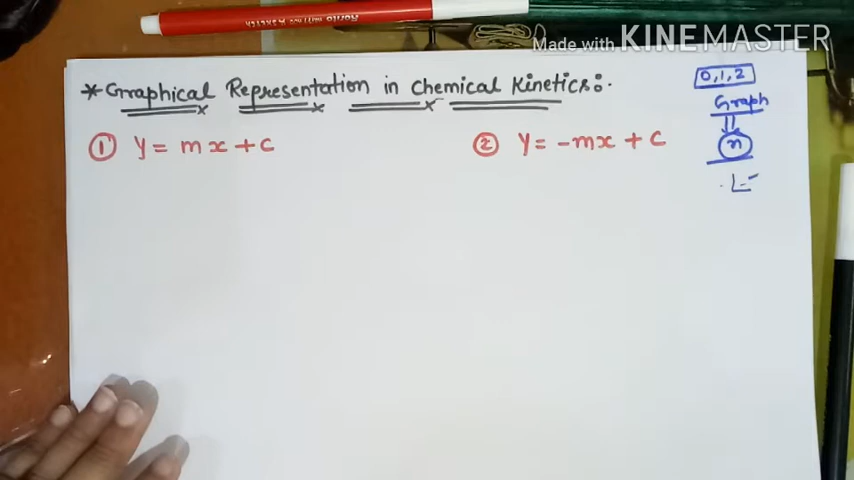 Made with KINEMASTER
* Graphical Representation in Chemical Kinetics:
0,1,2
Graph
n
① y = mx + c
② y = -mx + c